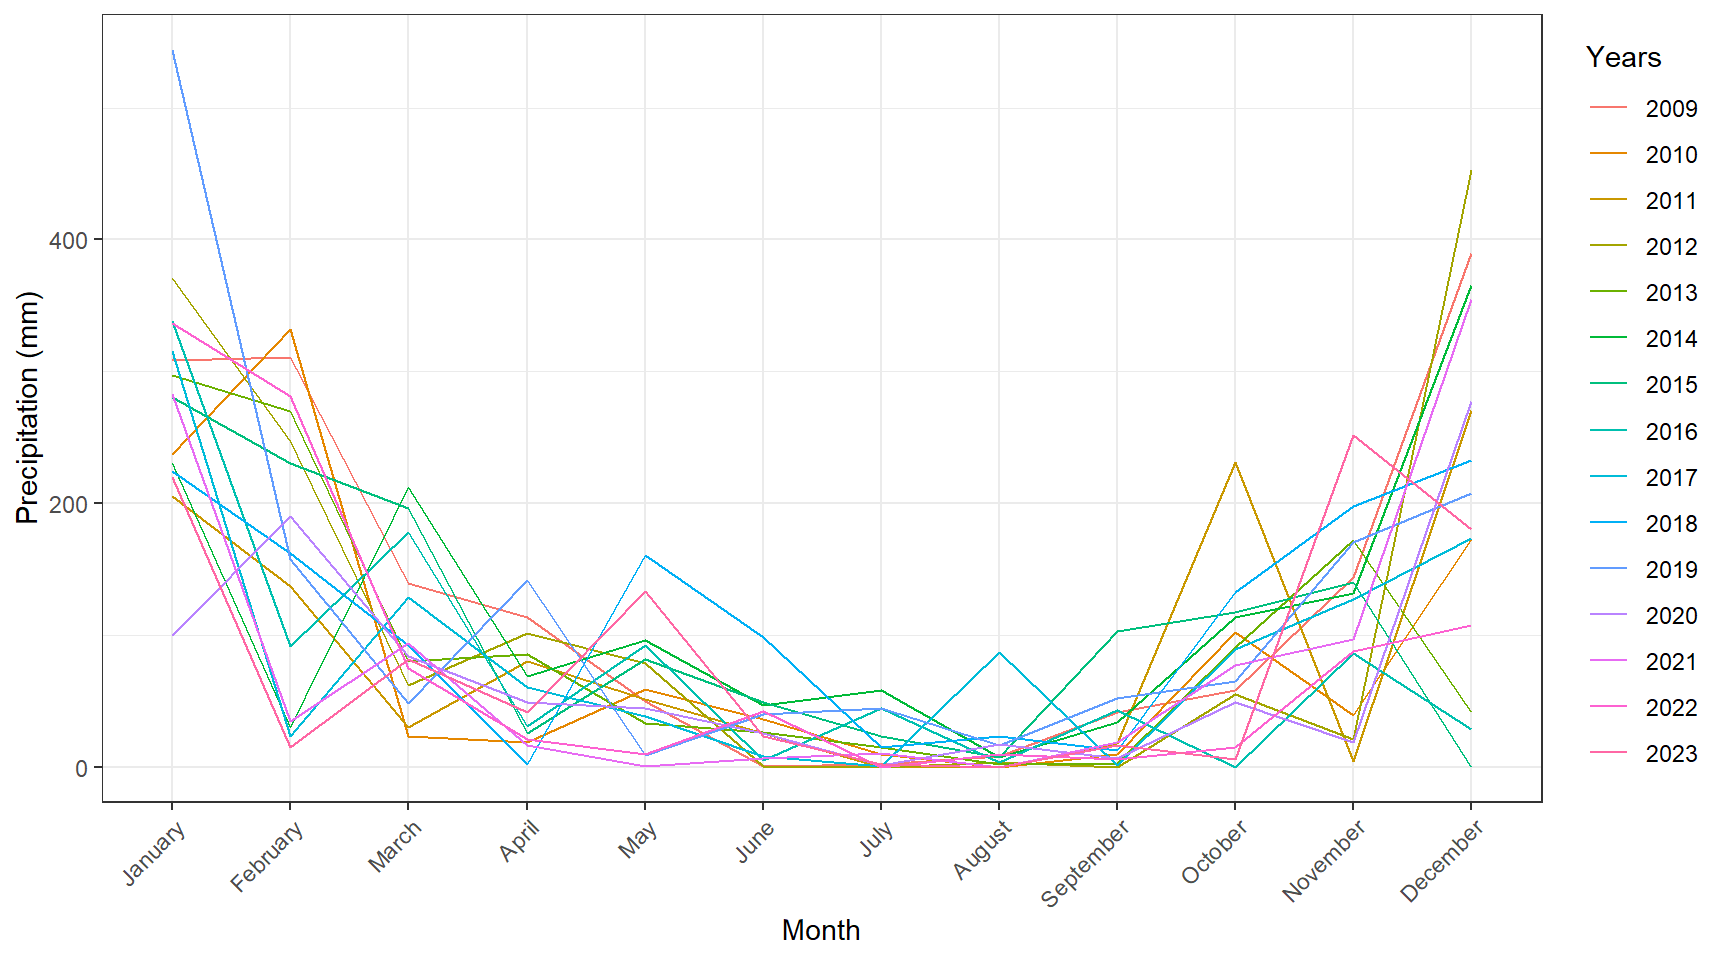 Years
2009
2010
2011
2012
2013
2014
2015
2016
2017
2018
2019
2020
2021
2022
2023
Precipitation (mm)
400
200
0
January
February
March
April
May
June
July
August
September
October
November
December
Month